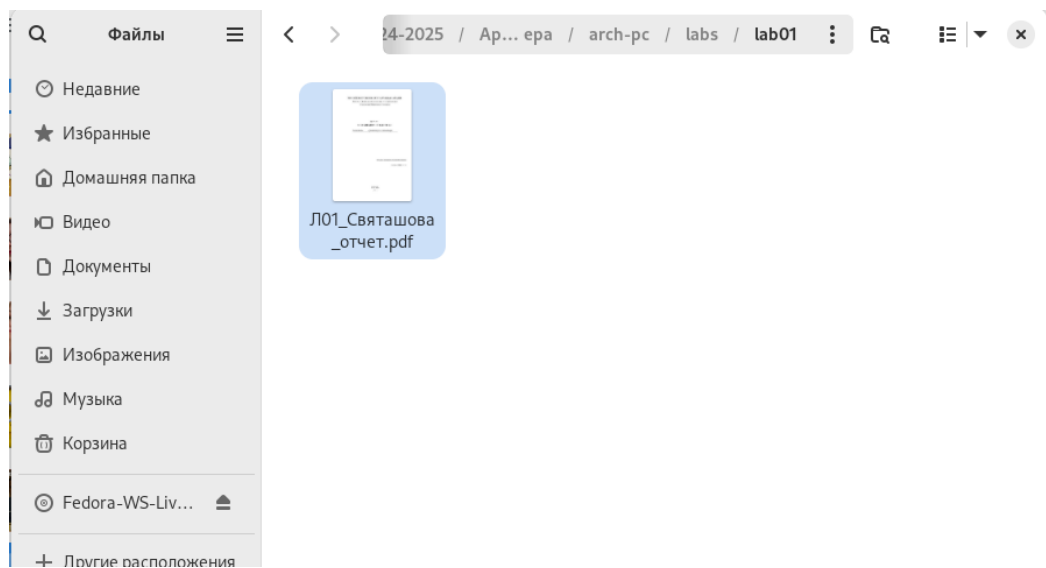 Файлы
24-2025 / Ар... ера / arch-pc / labs / lab01
Недавние
Избранные
Домашняя папка
Видео
Документы
Загрузки
Изображения
Музыка
Корзина
Fedora-WS-Liv...
Другие расположения
Л01_Святашова
_отчет.pdf